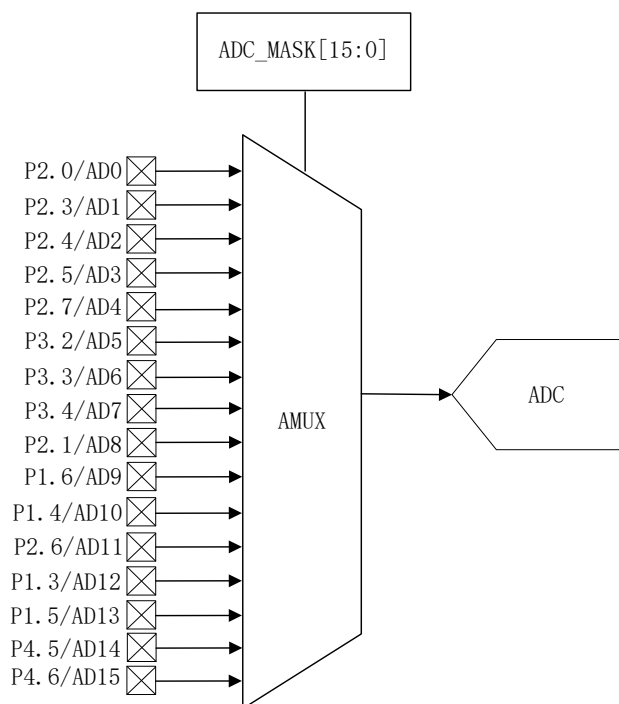 ADC_MASK[15:0]
P2.0/AD0
P2.3/AD1
P2.4/AD2
P2.5/AD3
P2.7/AD4
P3.2/AD5
P3.3/AD6
P3.4/AD7
P2.1/AD8
P1.6/AD9
P1.4/AD10
P2.6/AD11
P1.3/AD12
P1.5/AD13
P4.5/AD14
P4.6/AD15
AMUX
ADC